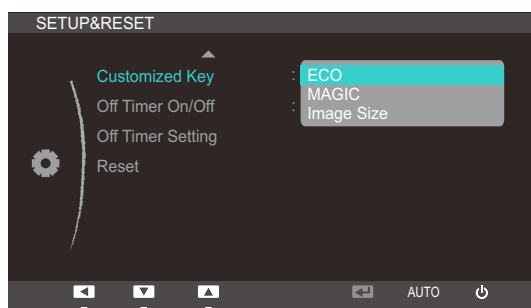 SETUP&RESET
Customized Key : ECO
MAGIC
Off Timer On/Off :
Image Size
Off Timer Setting
Reset
AUTO